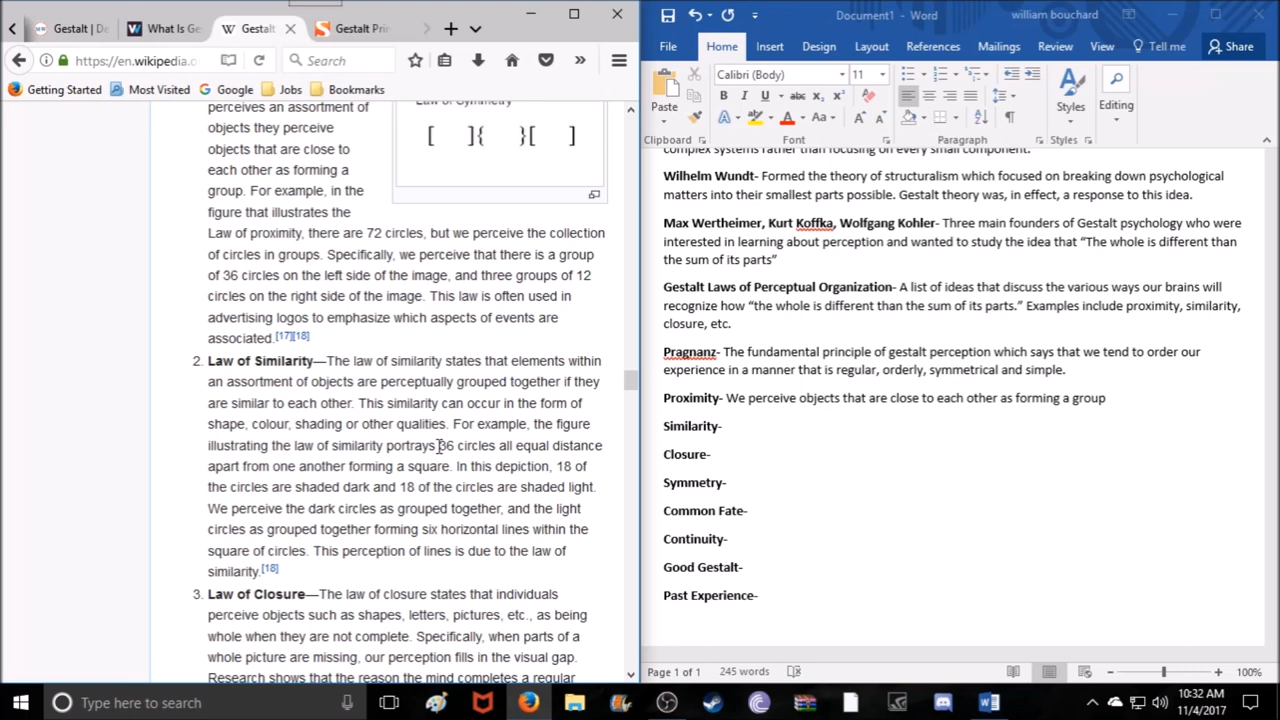 Gestalt | De
What Is Ge
Gestalt
Gestalt Prin
https://en.wikipedia.o
Search
Getting Started
Most Visited
Google
Jobs
Bookmarks
perceives an assortment of
objects they perceive
objects that are close to
each other as forming a
group. For example, in the
figure that illustrates the
Law of proximity, there are 72 circles, but we perceive the collection
of circles in groups. Specifically, we perceive that there is a group
of 36 circles on the left side of the image, and three groups of 12
circles on the right side of the image. This law is often used in
advertising logos to emphasize which aspects of events are
associated.[17][18]
Law of Symmetry
[ ]{ }[ ]
2. Law of Similarity—The law of similarity states that elements within
an assortment of objects are perceptually grouped together if they
are similar to each other. This similarity can occur in the form of
shape, colour, shading or other qualities. For example, the figure
illustrating the law of similarity portrays 36 circles all equal distance
apart from one another forming a square. In this depiction, 18 of
the circles are shaded dark and 18 of the circles are shaded light.
We perceive the dark circles as grouped together, and the light
circles as grouped together forming six horizontal lines within the
square of circles. This perception of lines is due to the law of
similarity.[18]
3. Law of Closure—The law of closure states that individuals
perceive objects such as shapes, letters, pictures, etc., as being
whole when they are not complete. Specifically, when parts of a
whole picture are missing, our perception fills in the visual gap.
Research shows that the reason the mind completes a regular
Document1 - Word
william bouchard
File Home Insert Design Layout References Mailings Review View Tell me Share
Calibri (Body) 11
Paste
B I U abc x₂ x²
A Aa A A
Styles
Editing
Clipboard Font Paragraph Styles
complex systems rather than focusing on every small component.
Wilhelm Wundt- Formed the theory of structuralism which focused on breaking down psychological
matters into their smallest parts possible. Gestalt theory was, in effect, a response to this idea.
Max Wertheimer, Kurt Koffka, Wolfgang Kohler- Three main founders of Gestalt psychology who were
interested in learning about perception and wanted to study the idea that “The whole is different than
the sum of its parts”
Gestalt Laws of Perceptual Organization- A list of ideas that discuss the various ways our brains will
recognize how “the whole is different than the sum of its parts.” Examples include proximity, similarity,
closure, etc.
Pragnanz- The fundamental principle of gestalt perception which says that we tend to order our
experience in a manner that is regular, orderly, symmetrical and simple.
Proximity- We perceive objects that are close to each other as forming a group
Similarity-
Closure-
Symmetry-
Common Fate-
Continuity-
Good Gestalt-
Past Experience-
Page 1 of 1 245 words
100%
Type here to search
10:32 AM
11/4/2017